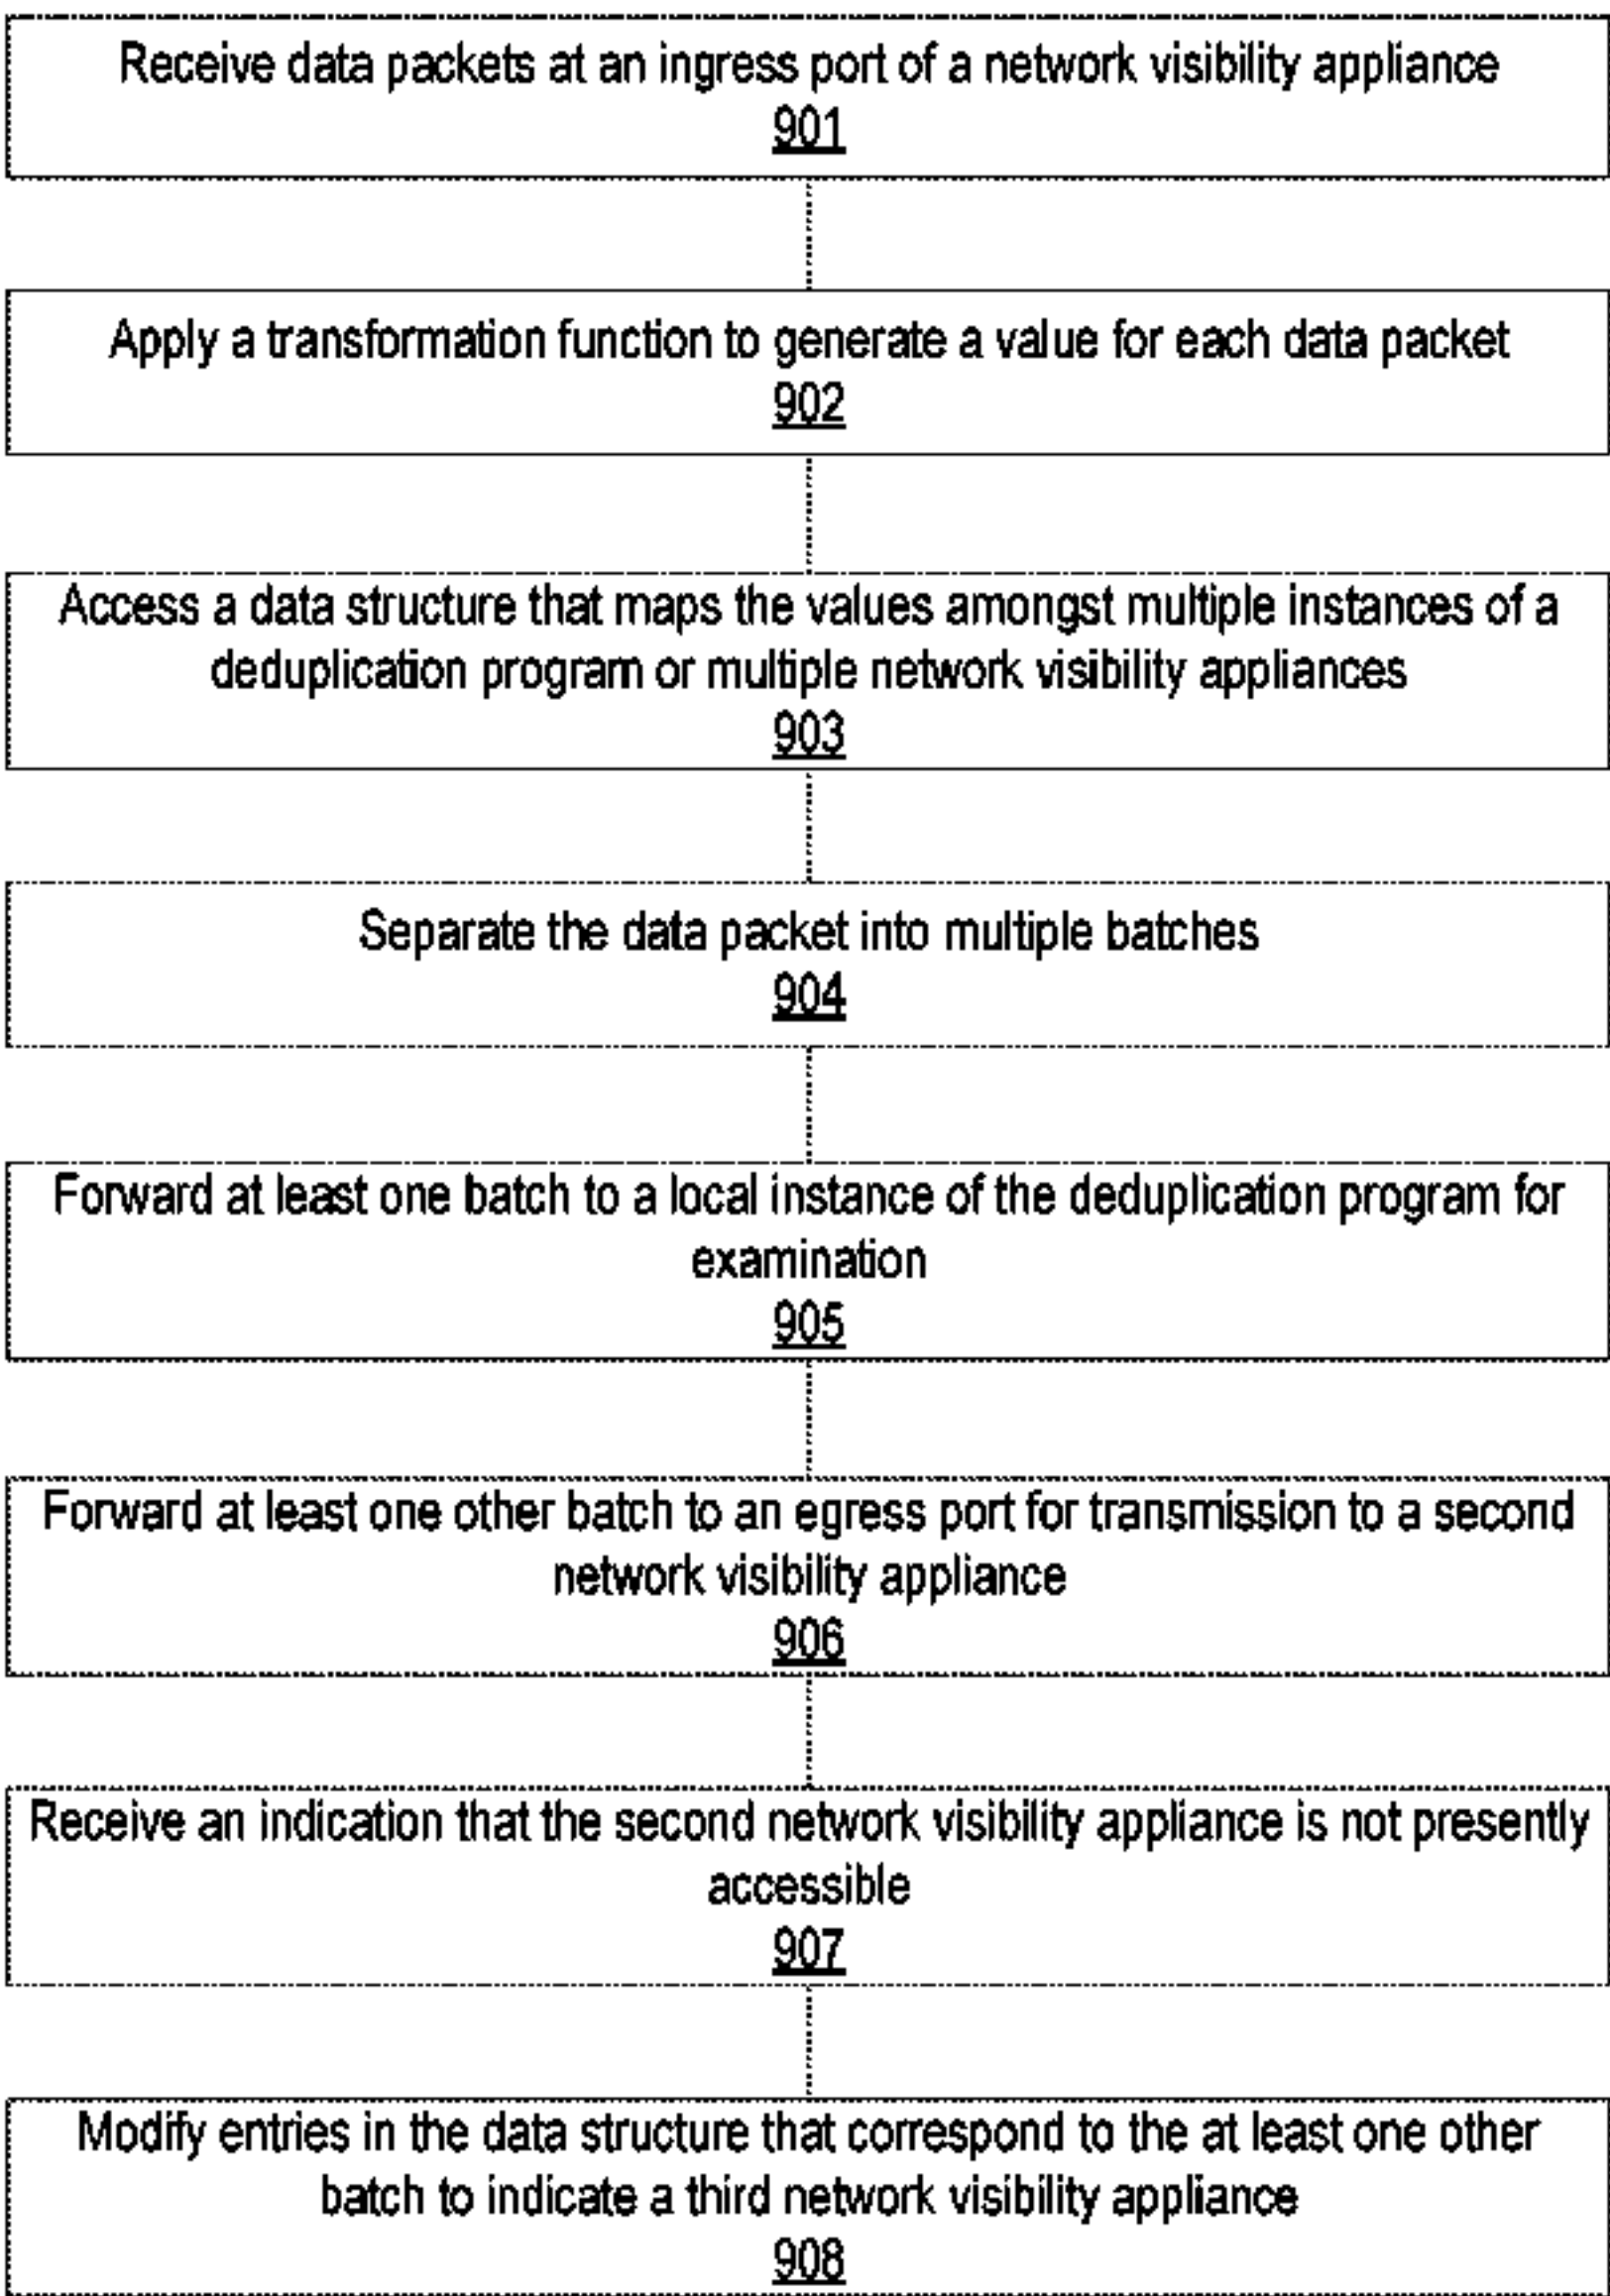 Receive data packets at an ingress port of a network visibility appliance
901
Apply a transformation function to generate a value for each data packet
902
Access a data structure that maps the values amongst multiple instances of a
deduplication program or multiple network visibility appliances
903
Separate the data packet into multiple batches
904
Forward at least one batch to a local instance of the deduplication program for
examination
905
Forward at least one other batch to an egress port for transmission to a second
network visibility appliance
906
Receive an indication that the second network visibility appliance is not presently
accessible
907
Modify entries in the data structure that correspond to the at least one other
batch to indicate a third network visibility appliance
908